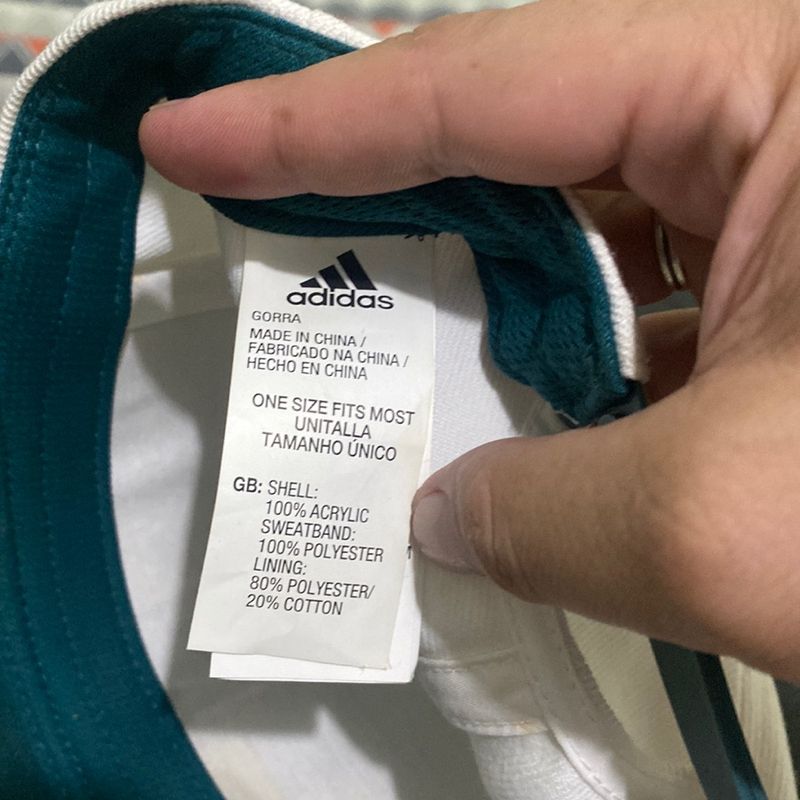 adidas
GORRA
MADE IN CHINA /
FABRICADO NA CHINA /
HECHO EN CHINA
ONE SIZE FITS MOST
UNITALLA
TAMANHO ÚNICO
GB: SHELL:
100% ACRYLIC
SWEATBAND:
100% POLYESTER
LINING:
80% POLYESTER/
20% COTTON